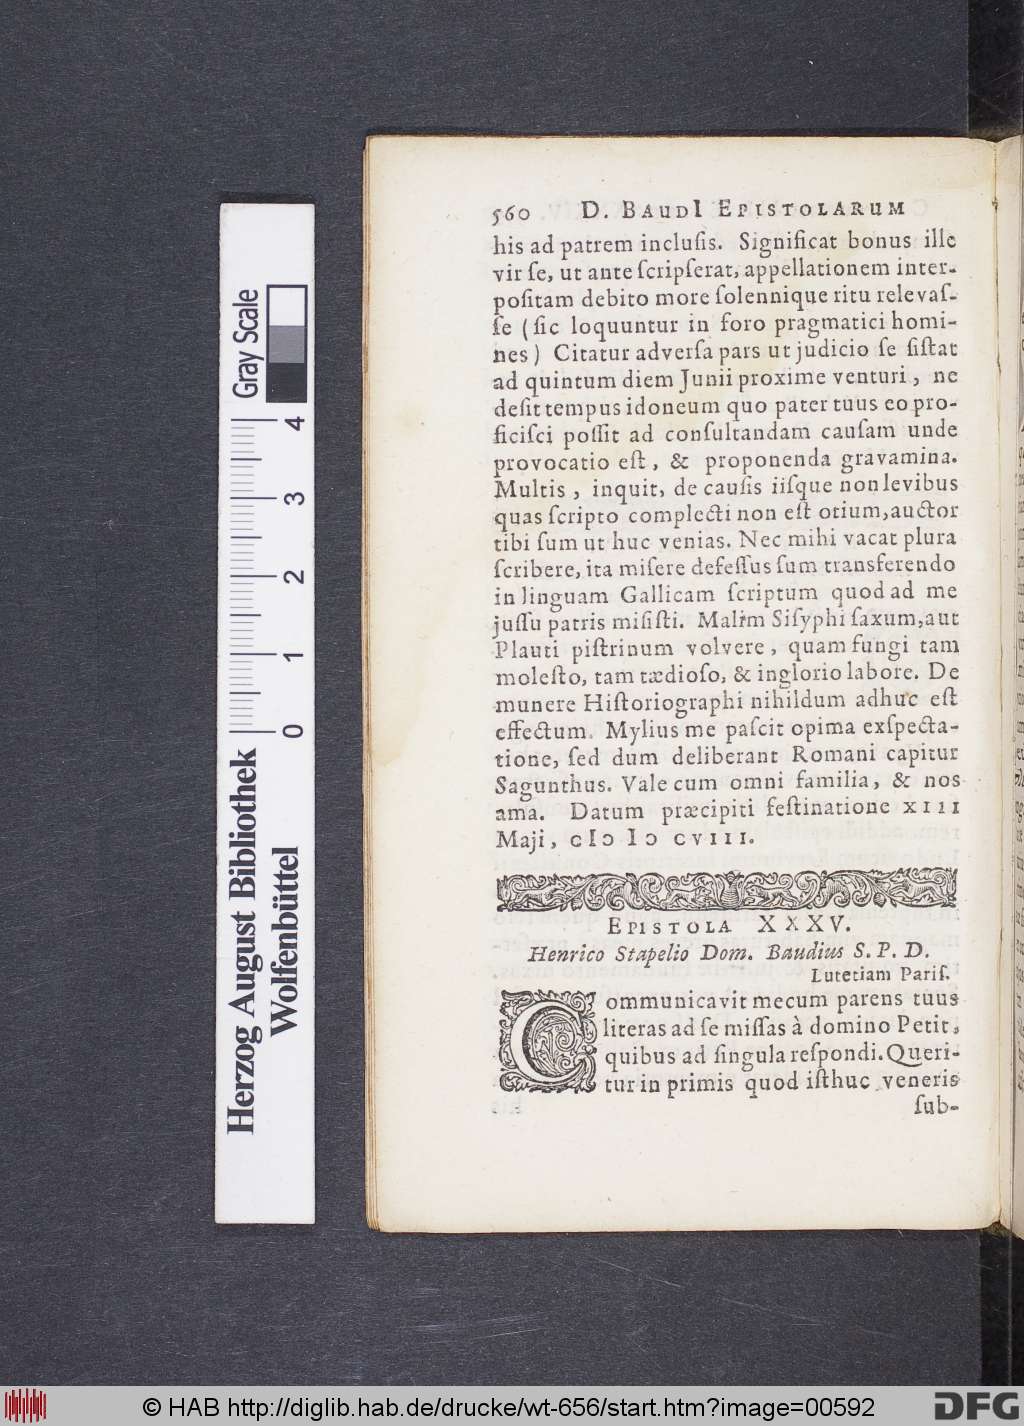 560 D. BAUDI EPISTOLARUM
his ad patrem incluſis. Significat bonus ille
vir ſe, ut ante ſcripſerat, appellationem inter-
poſitam debito more ſolennique ritu relevaſ-
ſe (ſic loquuntur in foro pragmatici homi-
nes) Citatur adverſa pars ut judicio ſe ſiſtat
ad quintum diem Junii proxime venturi, ne
deſit tempus idoneum quo pater tuus eo pro-
ficiſci poſſit ad conſultandam cauſam unde
provocatio eſt, & proponenda gravamina.
Multis, inquit, de cauſis iiſque non levibus
quas ſcripto complecti non eſt otium, auctor
tibi ſum ut huc venias. Nec mihi vacat plura
ſcribere, ita miſere defeſſus ſum transferendo
in linguam Gallicam ſcriptum quod ad me
juſſu patris miſiſti. Malim Siſyphi ſaxum, aut
Plauti piſtrinum volvere, quam fungi tam
moleſto, tam tædioſo, & inglorio labore. De
munere Hiſtoriographi nihildum adhuc eſt
effectum. Mylius me paſcit opima exſpecta-
tione, ſed dum deliberant Romani capitur
Sagunthus. Vale cum omni familia, & nos
ama. Datum præcipiti feſtinatione XIII
Maji, cIↄ Iↄ CVIII.
EPISTOLA XXXV.
Henrico Stapelio Dom. Baudius S. P. D.
Lutetiam Pariſ.
Communicavit mecum parens tuus
literas ad ſe miſſas à domino Petit,
quibus ad ſingula reſpondi. Queri-
tur in primis quod iſthuc veneris
ſub-
Gray Scale
4
3
2
1
0
Herzog August Bibliothek
Wolfenbüttel
© HAB http://diglib.hab.de/drucke/wt-656/start.htm?image=00592
DFG